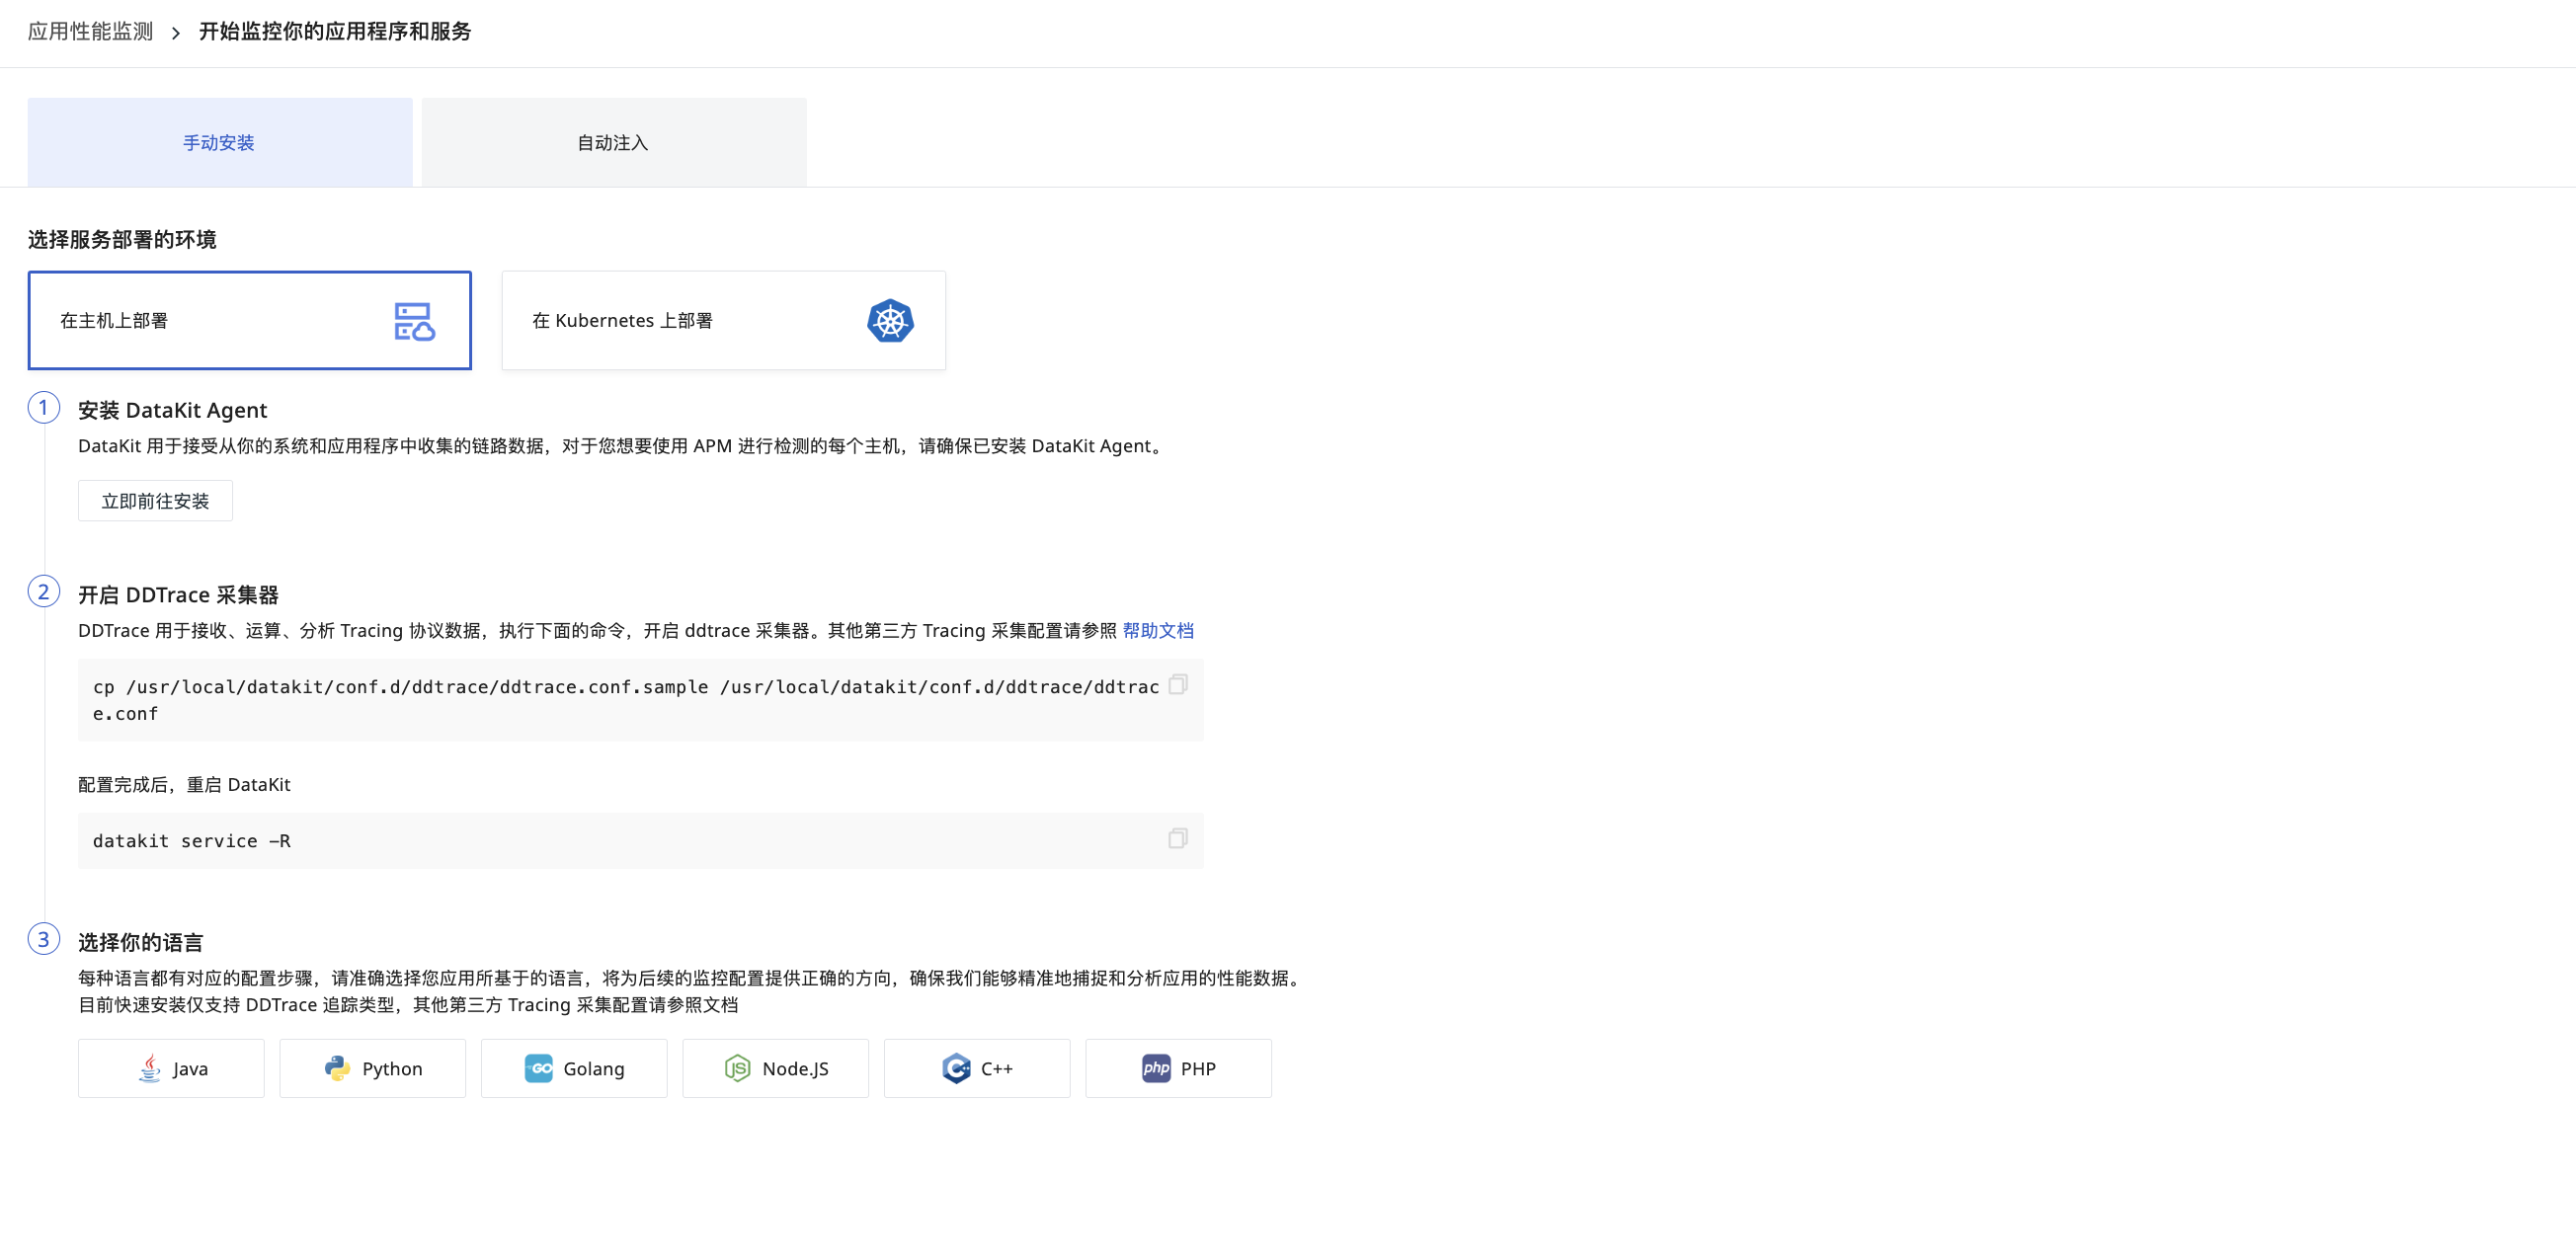 应用性能监测 > 开始监控你的应用程序和服务
手动安装
自动注入
选择服务部署的环境
在主机上部署
在 Kubernetes 上部署
1
安装 DataKit Agent
DataKit 用于接受从你的系统和应用程序中收集的链路数据，对于您想要使用 APM 进行检测的每个主机，请确保已安装 DataKit Agent。
立即前往安装
2
开启 DDTrace 采集器
DDTrace 用于接收、运算、分析 Tracing 协议数据，执行下面的命令，开启 ddtrace 采集器。其他第三方 Tracing 采集配置请参照 帮助文档
cp /usr/local/datakit/conf.d/ddtrace/ddtrace.conf.sample /usr/local/datakit/conf.d/ddtrace/ddtrac
e.conf
配置完成后，重启 DataKit
datakit service -R
3
选择你的语言
每种语言都有对应的配置步骤，请准确选择您应用所基于的语言，将为后续的监控配置提供正确的方向，确保我们能够精准地捕捉和分析应用的性能数据。
目前快速安装仅支持 DDTrace 追踪类型，其他第三方 Tracing 采集配置请参照文档
Java
Python
GO Golang
JS Node.JS
C++ C++
php PHP